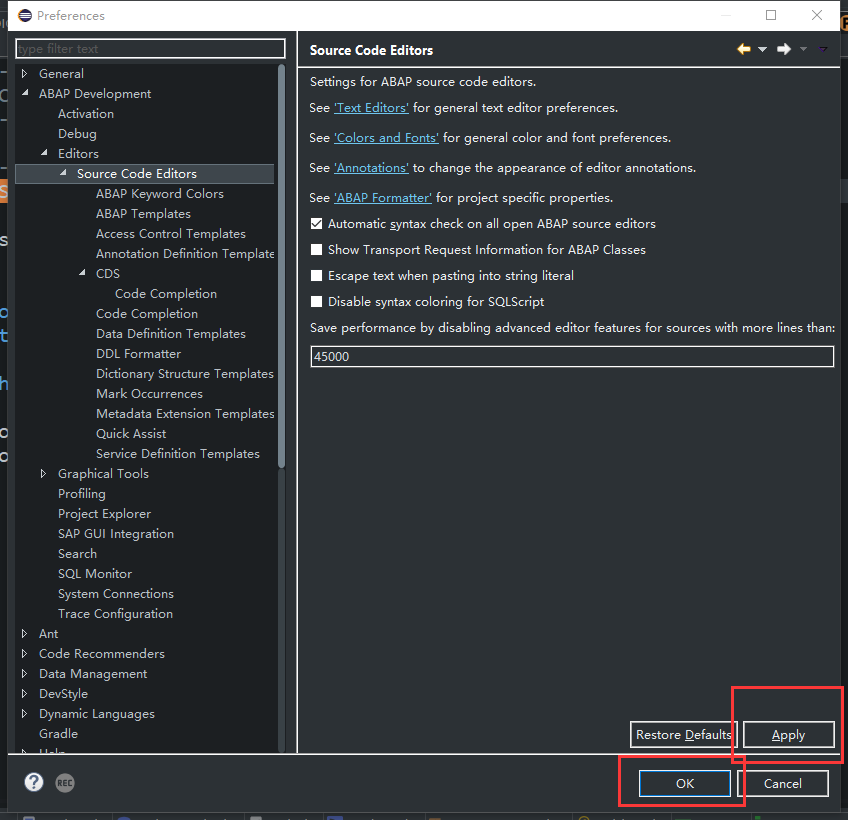 Preferences
type filter text
General
ABAP Development
Activation
Debug
Editors
Source Code Editors
ABAP Keyword Colors
ABAP Templates
Access Control Templates
Annotation Definition Template
CDS
Code Completion
Code Completion
Data Definition Templates
DDL Formatter
Dictionary Structure Templates
Mark Occurrences
Metadata Extension Templates
Quick Assist
Service Definition Templates
Graphical Tools
Profiling
Project Explorer
SAP GUI Integration
Search
SQL Monitor
System Connections
Trace Configuration
Ant
Code Recommenders
Data Management
DevStyle
Dynamic Languages
Gradle
Help
Source Code Editors
Settings for ABAP source code editors.
See 'Text Editors' for general text editor preferences.
See 'Colors and Fonts' for general color and font preferences.
See 'Annotations' to change the appearance of editor annotations.
See 'ABAP Formatter' for project specific properties.
Automatic syntax check on all open ABAP source editors
Show Transport Request Information for ABAP Classes
Escape text when pasting into string literal
Disable syntax coloring for SQLScript
Save performance by disabling advanced editor features for sources with more lines than:
45000
Restore Defaults
Apply
REC
OK
Cancel